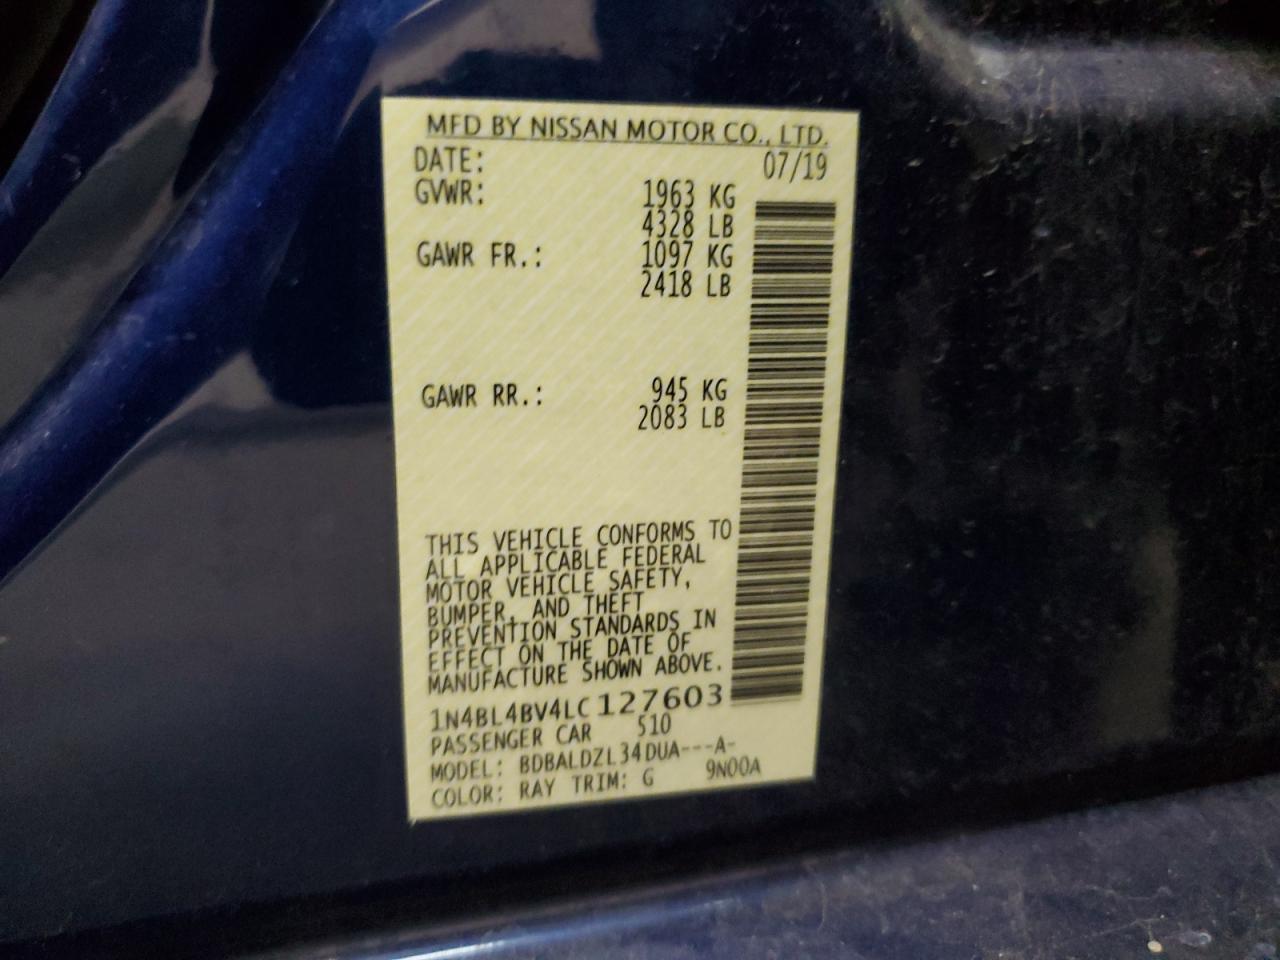 MFD BY NISSAN MOTOR CO., LTD.
DATE: 07/19
GVWR: 1963 KG
4328 LB
GAWR FR.: 1097 KG
2418 LB
GAWR RR.: 945 KG
2083 LB
THIS VEHICLE CONFORMS TO
ALL APPLICABLE FEDERAL
MOTOR VEHICLE SAFETY,
BUMPER, AND THEFT
PREVENTION STANDARDS IN
EFFECT ON THE DATE OF
MANUFACTURE SHOWN ABOVE.
1N4BL4BV4LC127603
PASSENGER CAR 510
MODEL: BDBALDZL34DUA---A-
COLOR: RAY TRIM: G 9N00A